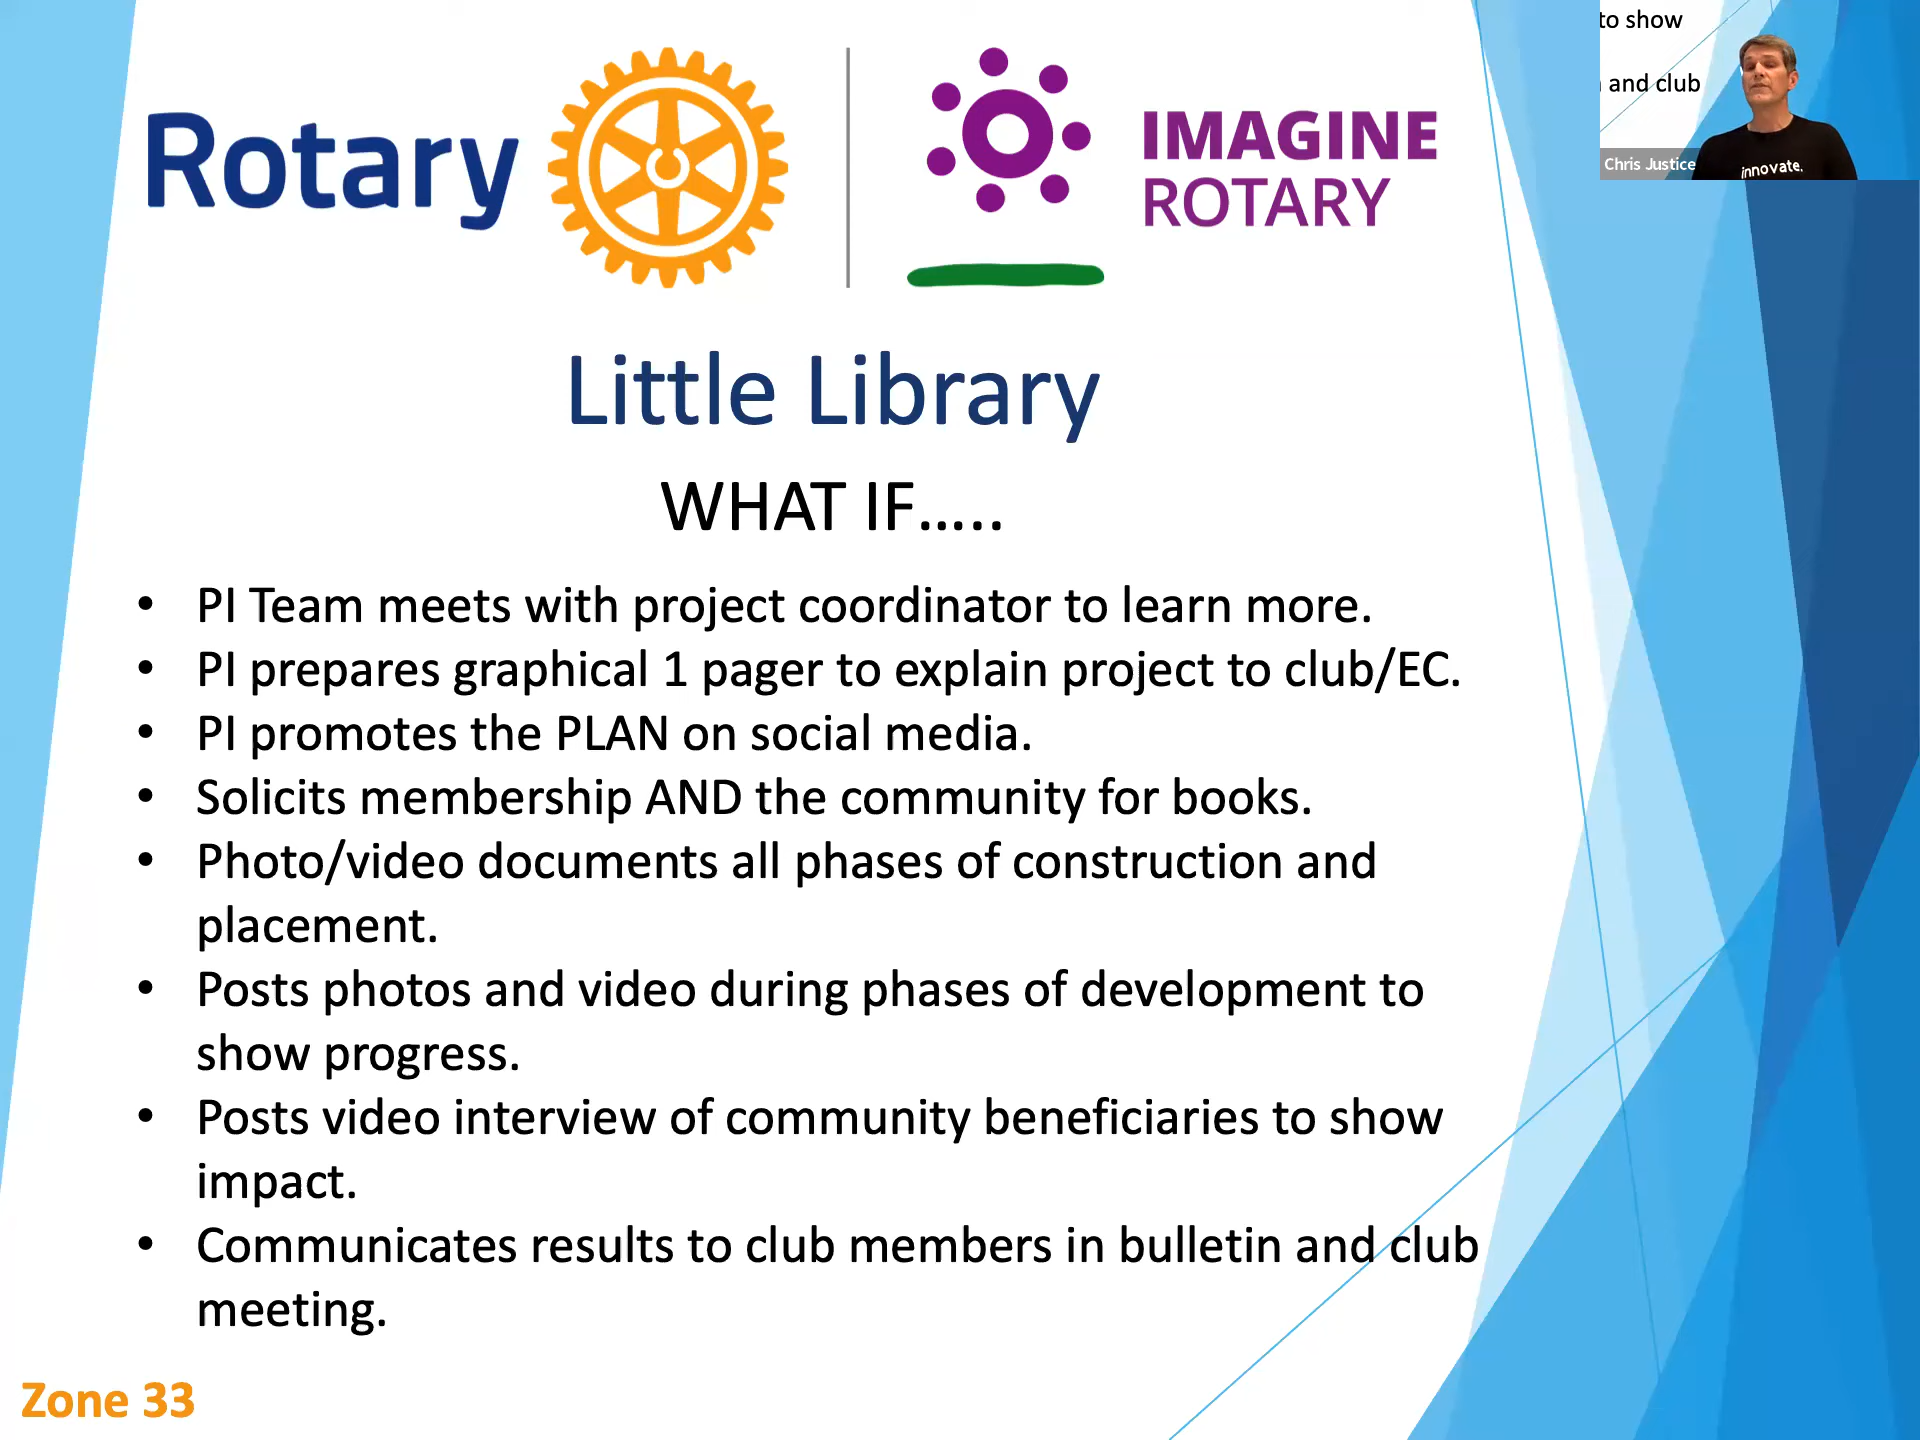 Rotary
IMAGINE
ROTARY
to show
and club
Chris Justice
innovate.
Little Library
WHAT IF.....
• PI Team meets with project coordinator to learn more.
• PI prepares graphical 1 pager to explain project to club/EC.
• PI promotes the PLAN on social media.
• Solicits membership AND the community for books.
• Photo/video documents all phases of construction and
placement.
• Posts photos and video during phases of development to
show progress.
• Posts video interview of community beneficiaries to show
impact.
• Communicates results to club members in bulletin and club
meeting.
Zone 33